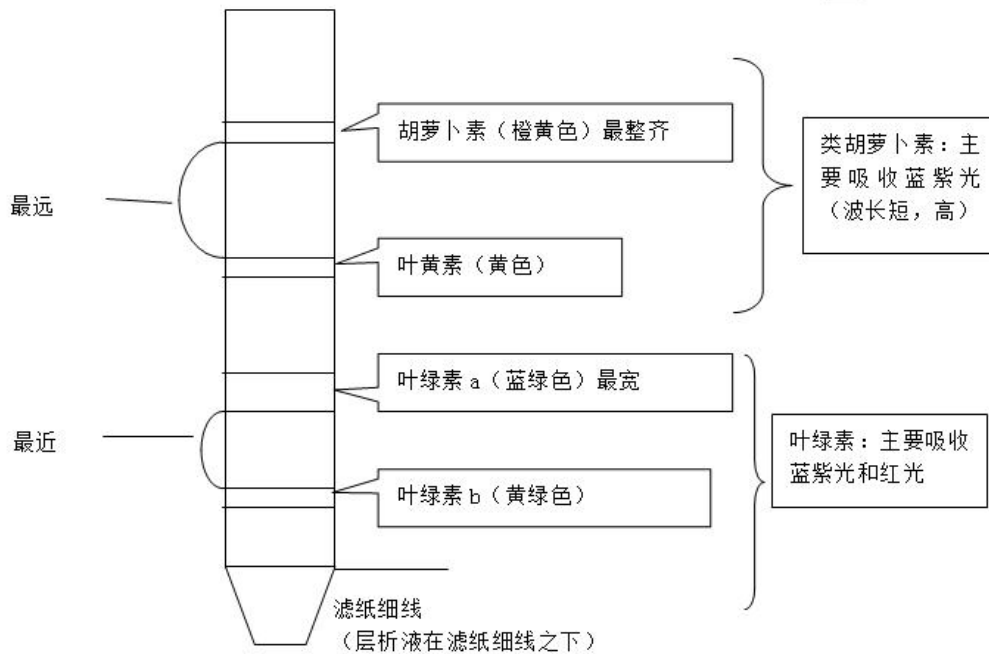 胡萝卜素（橙黄色）最整齐
类胡萝卜素：主
要吸收蓝紫光
（波长短，高）
最远
叶黄素（黄色）
叶绿素 a（蓝绿色）最宽
最近
叶绿素：主要吸收
蓝紫光和红光
叶绿素 b（黄绿色）
滤纸细线
（层析液在滤纸细线之下）